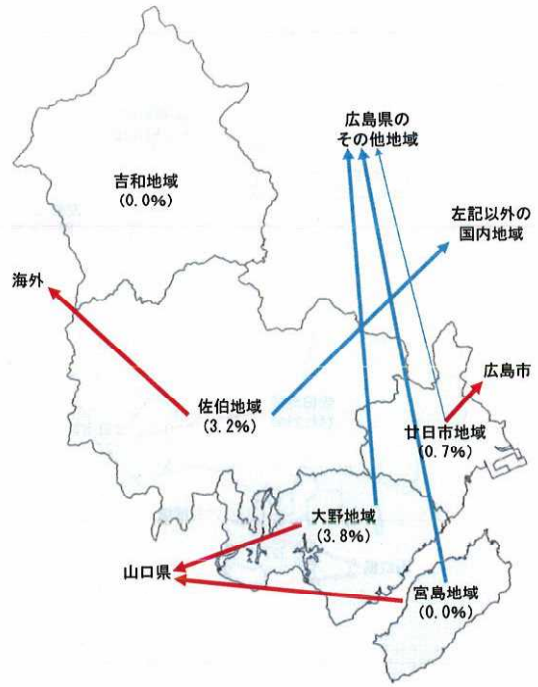 広島県の
その他地域
吉和地域
(0.0%)
左記以外の
国内地域
海外
広島市
佐伯地域
(3.2%)
廿日市地域
(0.7%)
大野地域
(3.8%)
山口県
宮島地域
(0.0%)